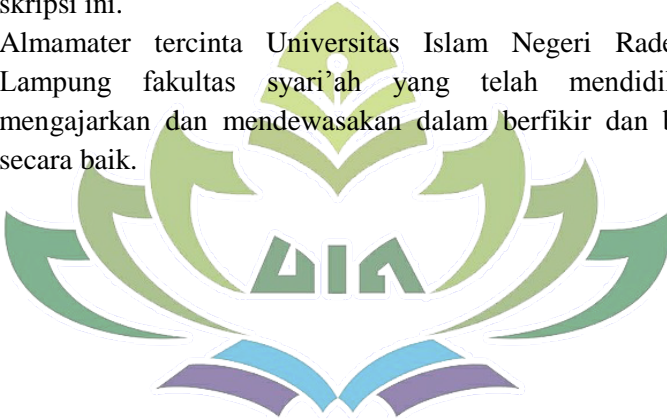 skripsi ini.
Almamater tercinta Universitas Islam Negeri Rade
Lampung fakultas syari’ah yang telah mendidi
mengajarkan dan mendewasakan dalam berfikir dan
secara baik.
UIN